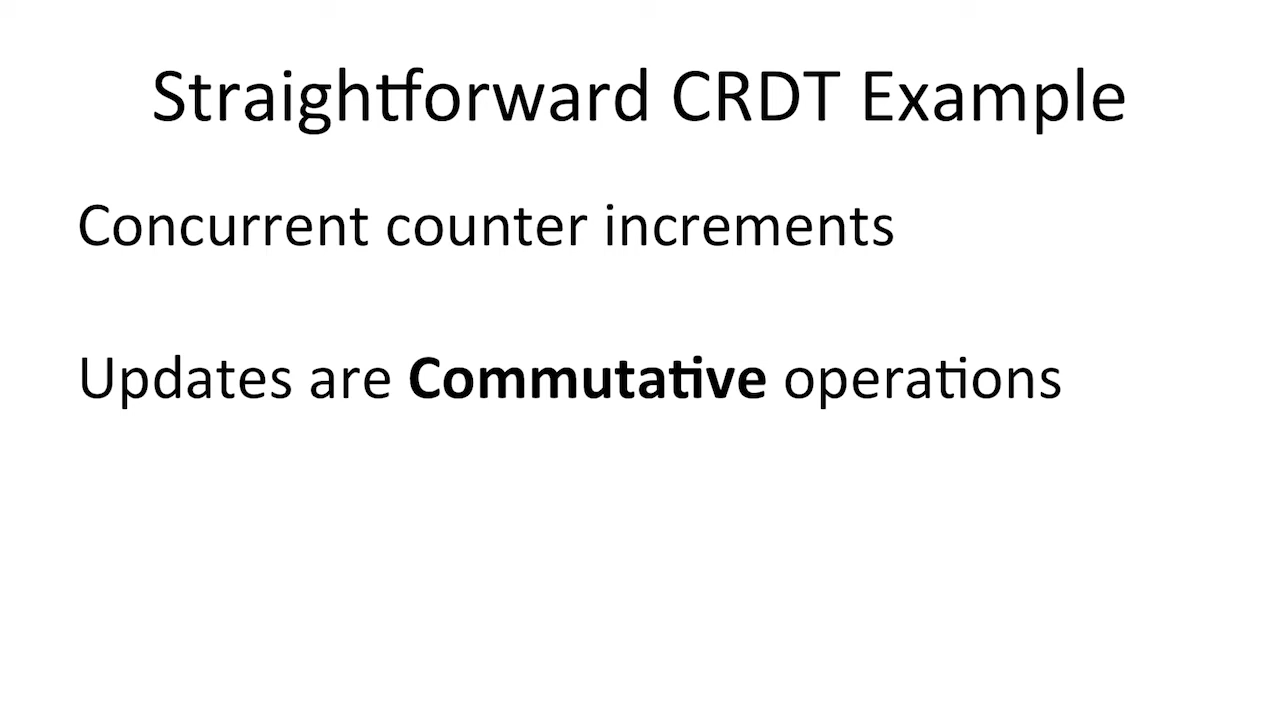 Straightforward CRDT Example
Concurrent counter increments
Updates are Commutative operations